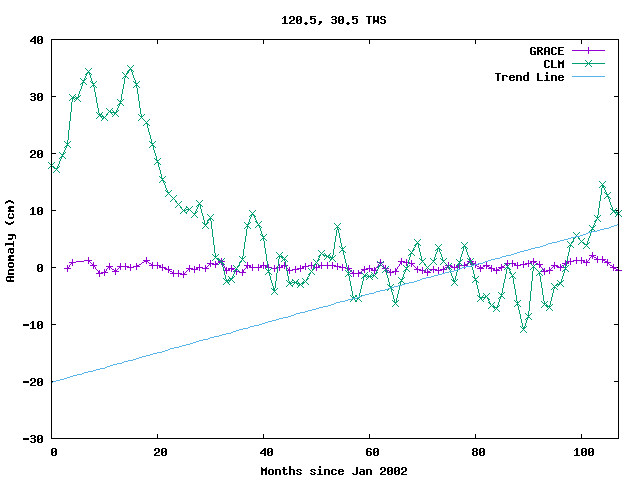 120.5, 30.5 TWS
GRACE
CLM
Trend Line
40
30
20
10
0
-10
-20
-30
Anomaly (cm)
0 20 40 60 80 100
Months since Jan 2002